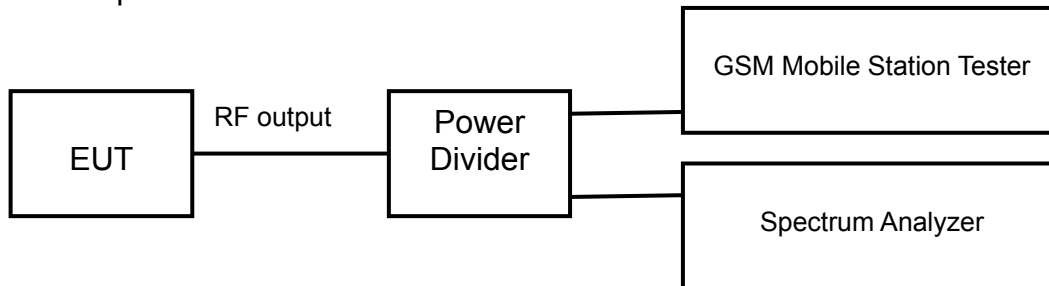 EUT
RF output
Power
Divider
GSM Mobile Station Tester
Spectrum Analyzer